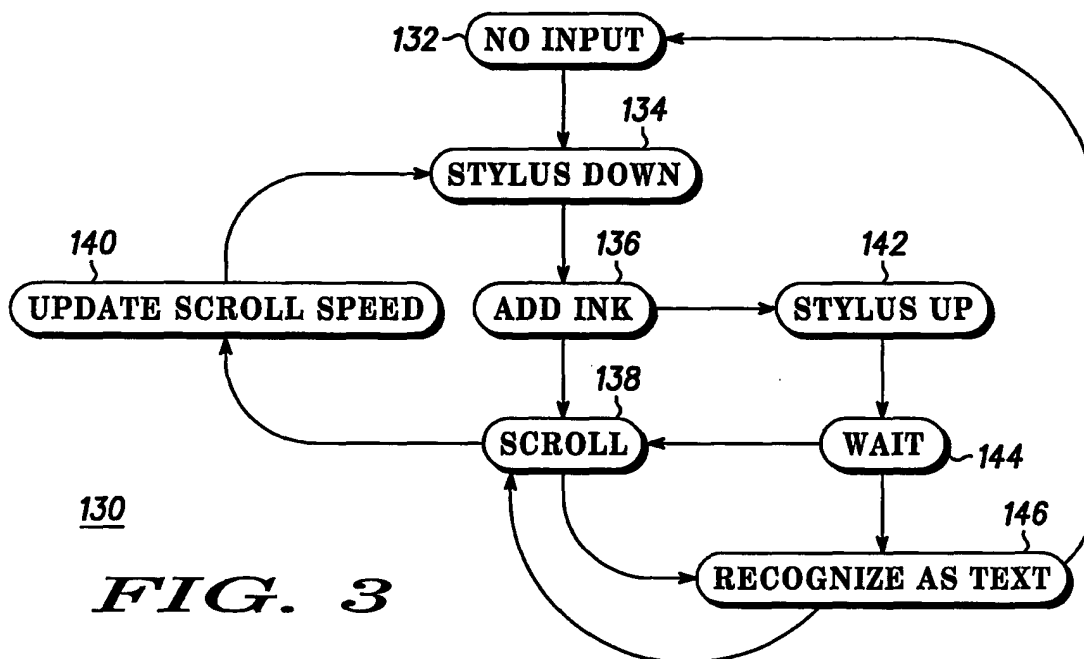 132
NO INPUT
134
STYLUS DOWN
140
136
142
UPDATE SCROLL SPEED
ADD INK
STYLUS UP
138
SCROLL
WAIT
144
130
146
RECOGNIZE AS TEXT
FIG. 3